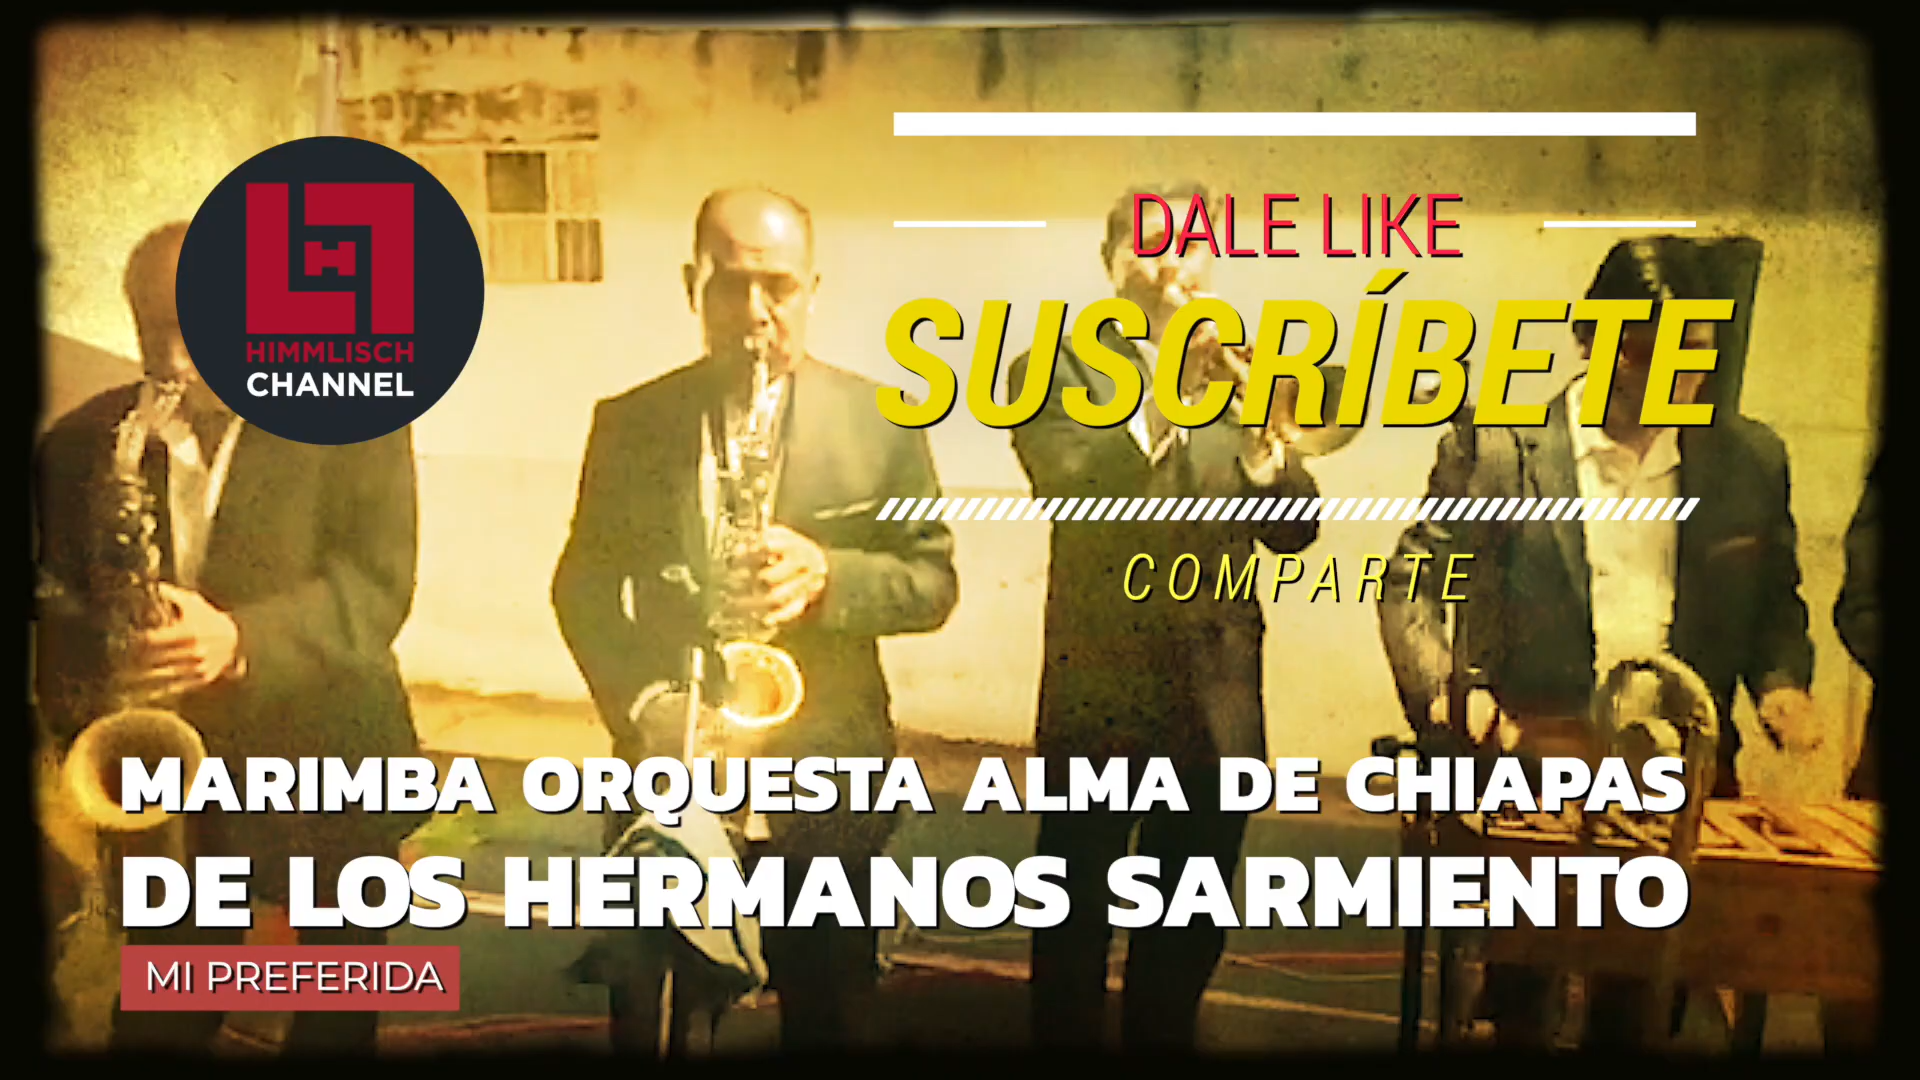 HIMMLISCH
CHANNEL
DALE LIKE
SUSCRÍBETE
COMPARTE
MARIMBA ORQUESTA ALMA DE CHIAPAS
DE LOS HERMANOS SARMIENTO
MI PREFERIDA